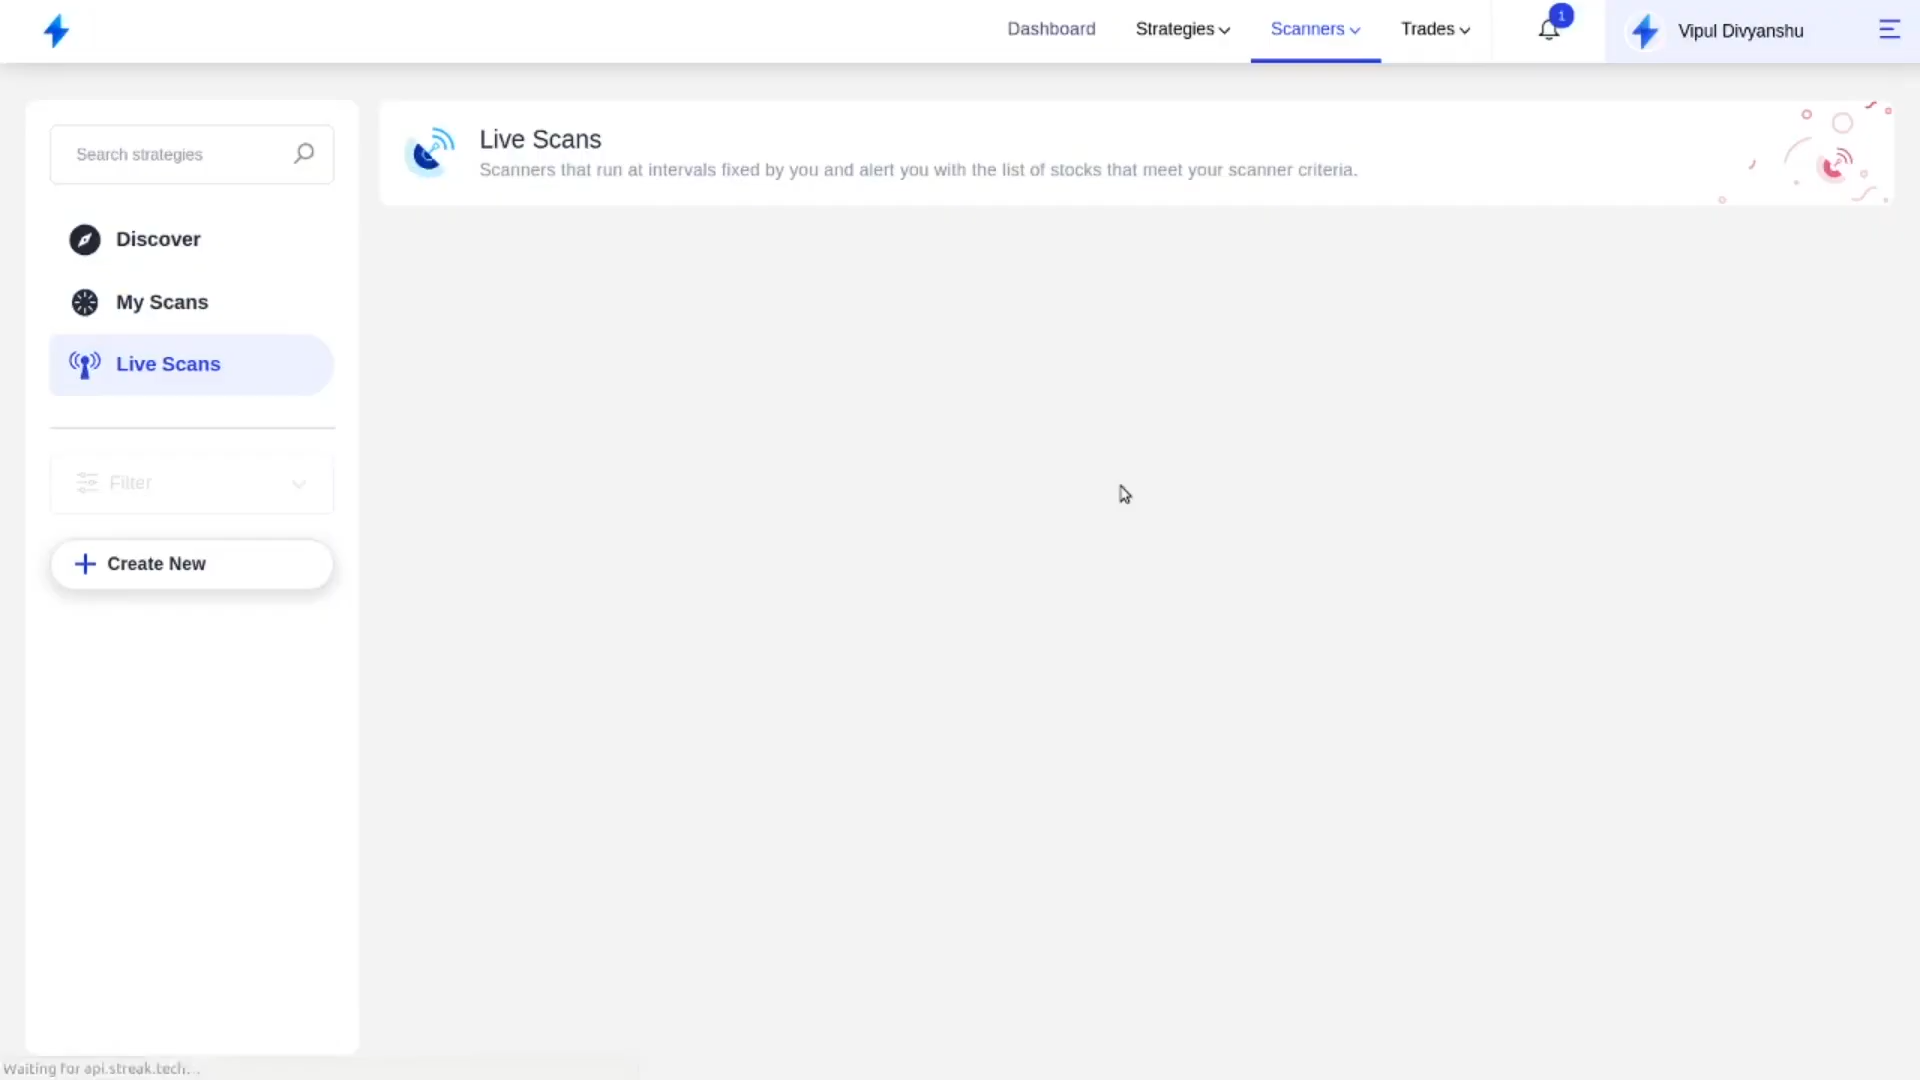 Dashboard
Strategies
Scanners
Trades
1
Vipul Divyanshu
Search strategies
Discover
My Scans
Live Scans
Filter
Create New
Live Scans
Scanners that run at intervals fixed by you and alert you with the list of stocks that meet your scanner criteria.
Waiting for api.streak.tech...